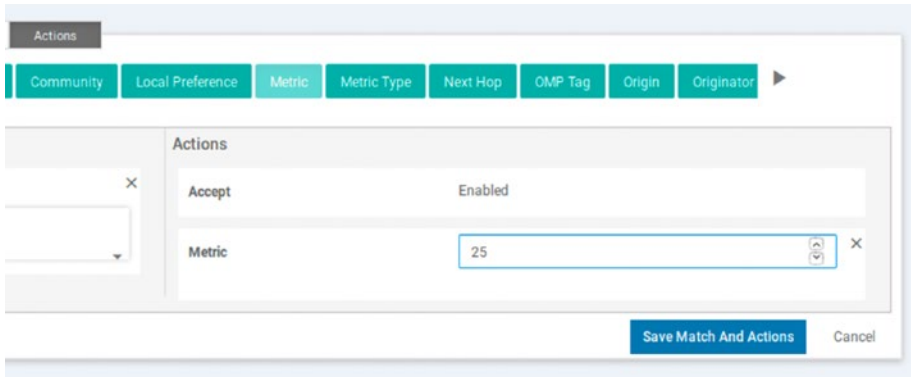 Actions
Community Local Preference Metric Metric Type Next Hop OMP Tag Origin Originator
Actions
Accept Enabled
Metric 25
Save Match And Actions Cancel